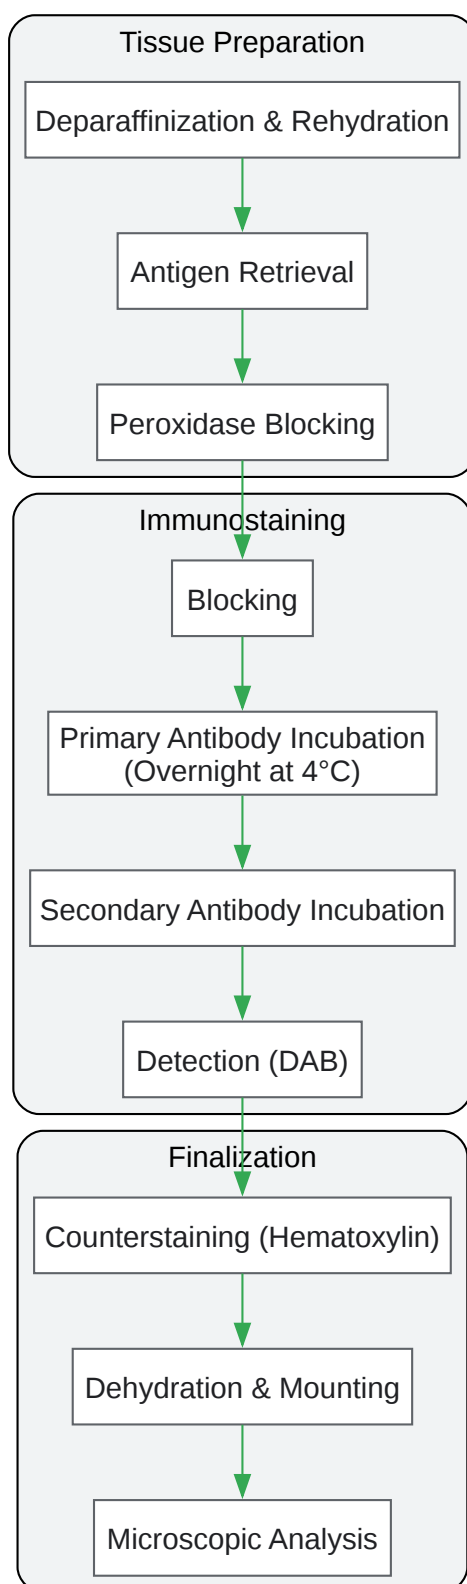 Tissue Preparation
Deparaffinization & Rehydration
Antigen Retrieval
Peroxidase Blocking
Immunostaining
Blocking
Primary Antibody Incubation
(Overnight at 4°C)
Secondary Antibody Incubation
Detection (DAB)
Finalization
Counterstaining (Hematoxylin)
Dehydration & Mounting
Microscopic Analysis